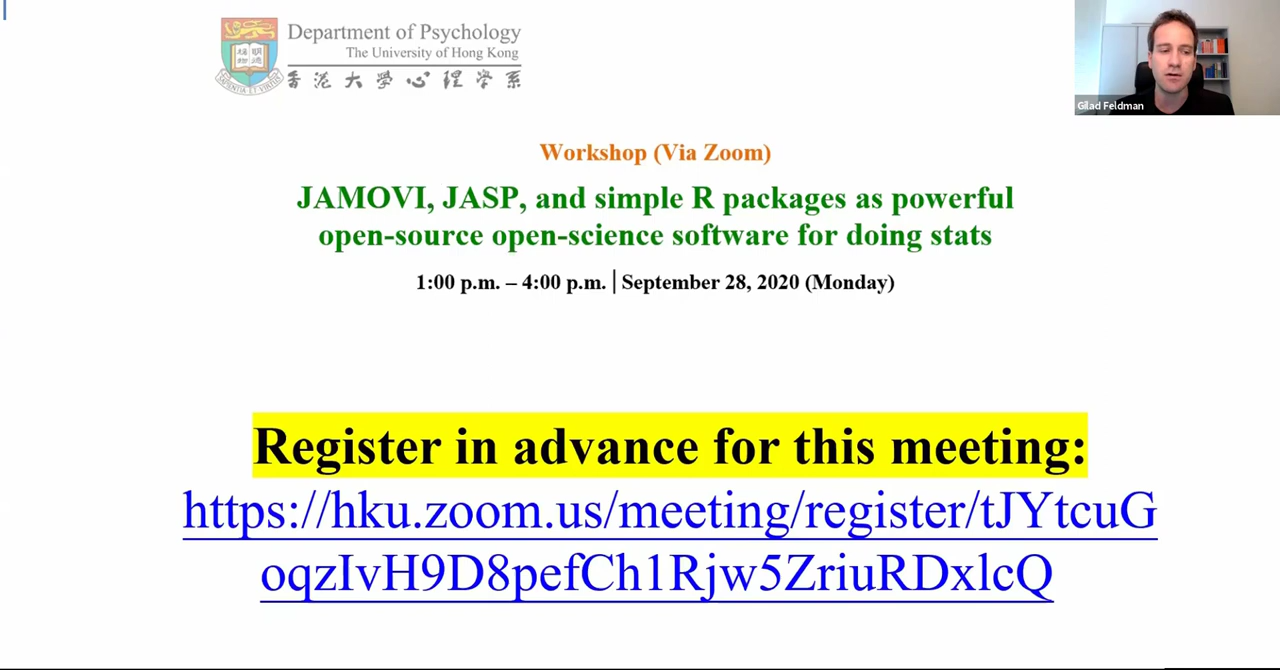 Department of Psychology
The University of Hong Kong
香港大學心理學系
Gilad Feldman
Workshop (Via Zoom)
JAMOVI, JASP, and simple R packages as powerful
open-source open-science software for doing stats
1:00 p.m. – 4:00 p.m. | September 28, 2020 (Monday)
Register in advance for this meeting:
https://hku.zoom.us/meeting/register/tJYtcuG
oqzIvH9D8pefCh1Rjw5ZriuRDxlcQ